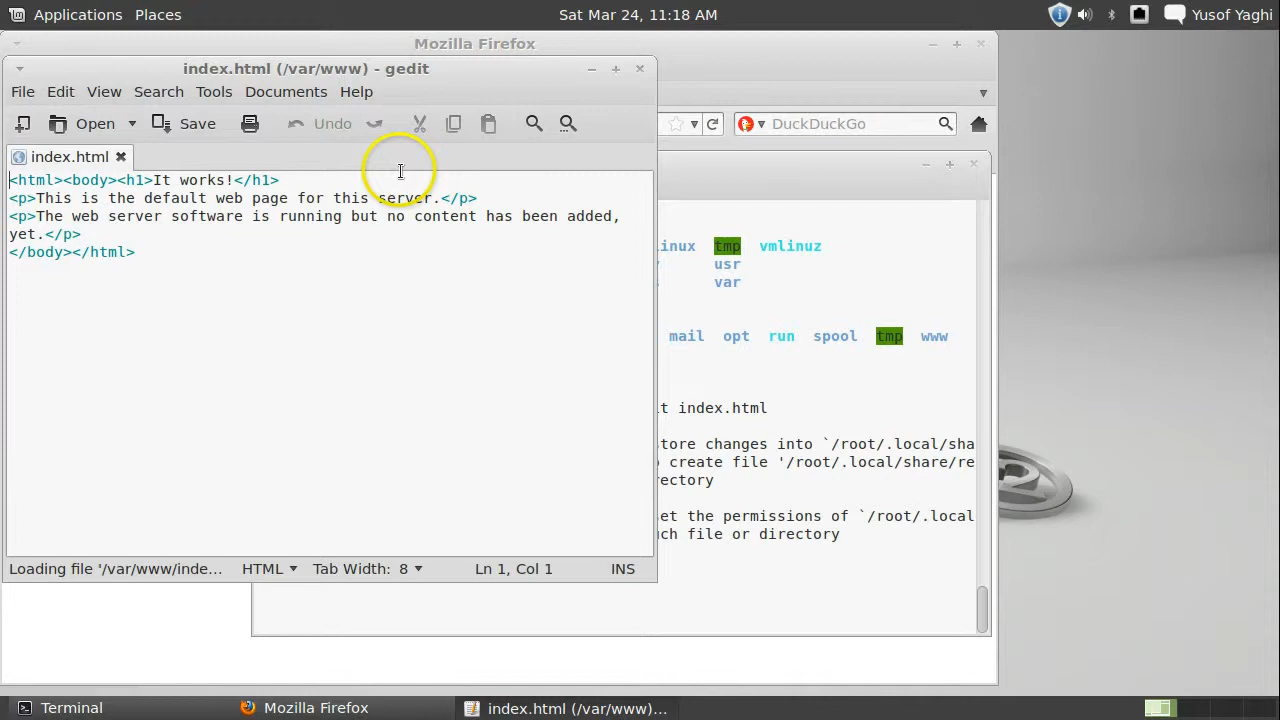 Applications Places Sat Mar 24, 11:18 AM Yusof Yaghi
Mozilla Firefox
index.html (/var/www) - gedit
File Edit View Search Tools Documents Help
Open Save Undo
DuckDuckGo
index.html
<html><body><h1>It works!</h1>
<p>This is the default web page for this server.</p>
<p>The web server software is running but no content has been added,
yet.</p>
</body></html>
inux tmp vmlinuz
usr
var
mail opt run spool tmp www
t index.html
tore changes into `/root/.local/sha
o create file '/root/.local/share/re
directory
et the permissions of `/root/.local
ch file or directory
Loading file '/var/www/inde... HTML Tab Width: 8 Ln 1, Col 1 INS
Terminal Mozilla Firefox index.html (/var/www)...